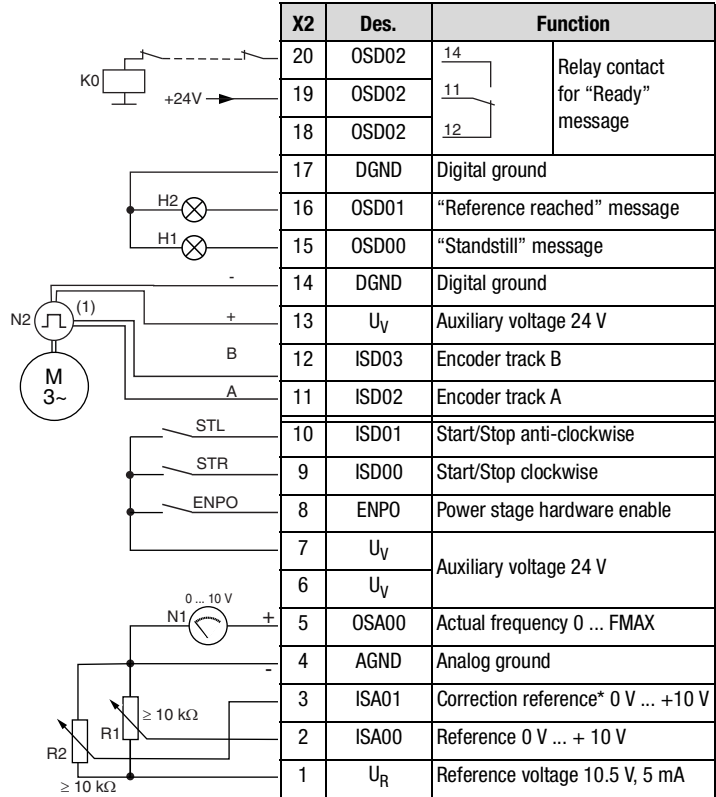 X2 Des. Function
20 OSD02 14 Relay contact
K0 +24V 19 OSD02 11 for “Ready”
18 OSD02 12 message
17 DGND Digital ground
H2 16 OSD01 “Reference reached” message
H1 15 OSD00 “Standstill” message
- 14 DGND Digital ground
N2 (1) + 13 UV Auxiliary voltage 24 V
B 12 ISD03 Encoder track B
M 3~ A 11 ISD02 Encoder track A
STL 10 ISD01 Start/Stop anti-clockwise
STR 9 ISD00 Start/Stop clockwise
ENPO 8 ENPO Power stage hardware enable
7 UV Auxiliary voltage 24 V
6 UV
0 ... 10 V
N1 + 5 OSA00 Actual frequency 0 ... FMAX
- 4 AGND Analog ground
≥ 10 kΩ 3 ISA01 Correction reference* 0 V ... +10 V
R1 2 ISA00 Reference 0 V ... + 10 V
R2
≥ 10 kΩ 1 UR Reference voltage 10.5 V, 5 mA